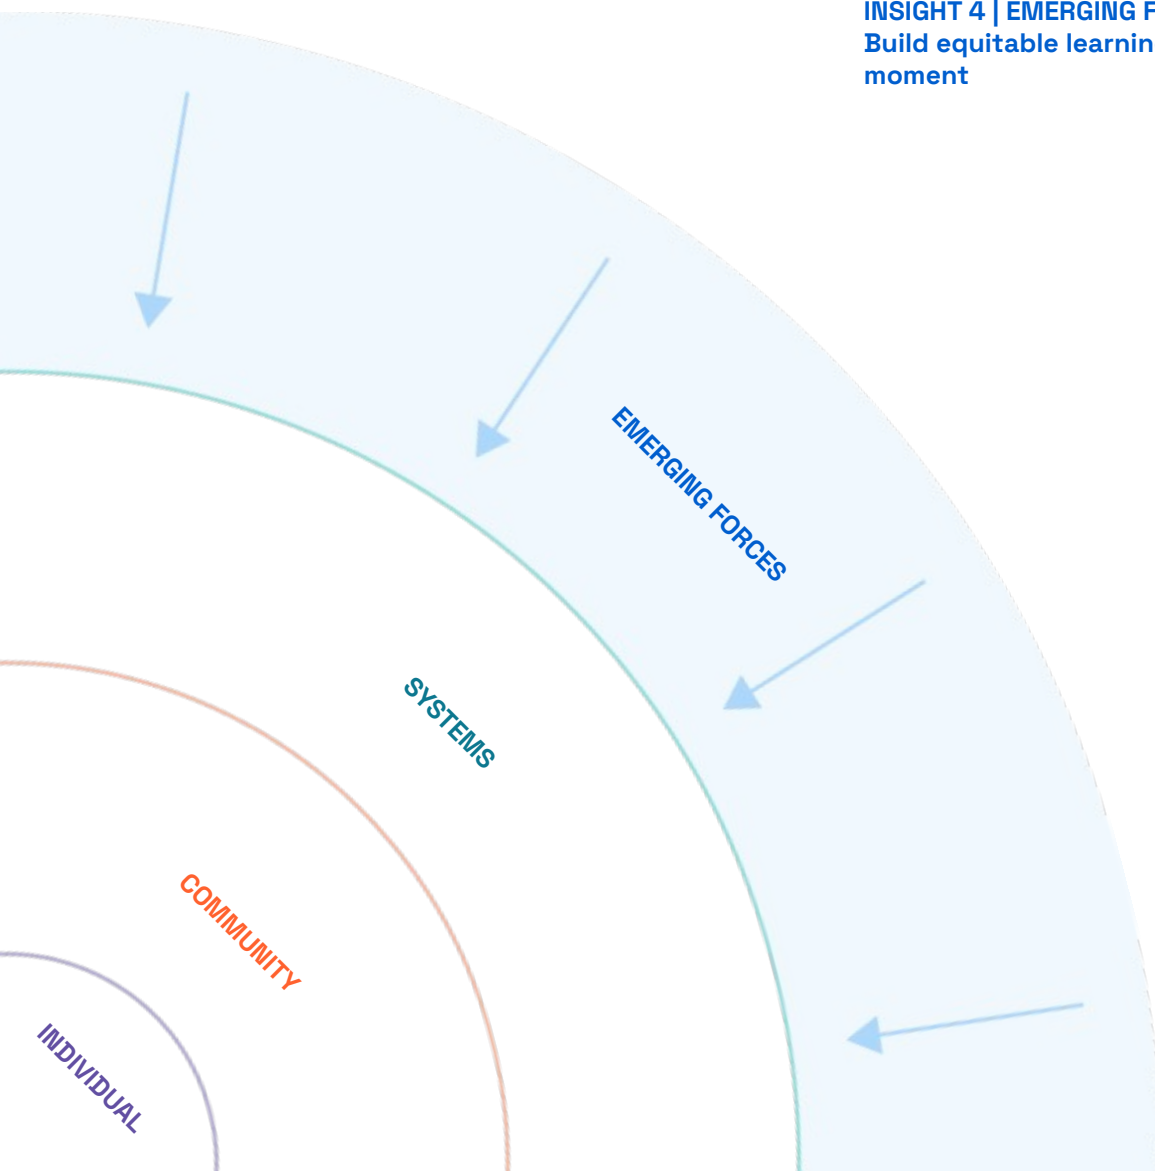 INSIGHT 4 | EMERGING
Build equitable
moment
EMERGING FORCES
SYSTEMS
COMMUNITY
INDIVIDUAL